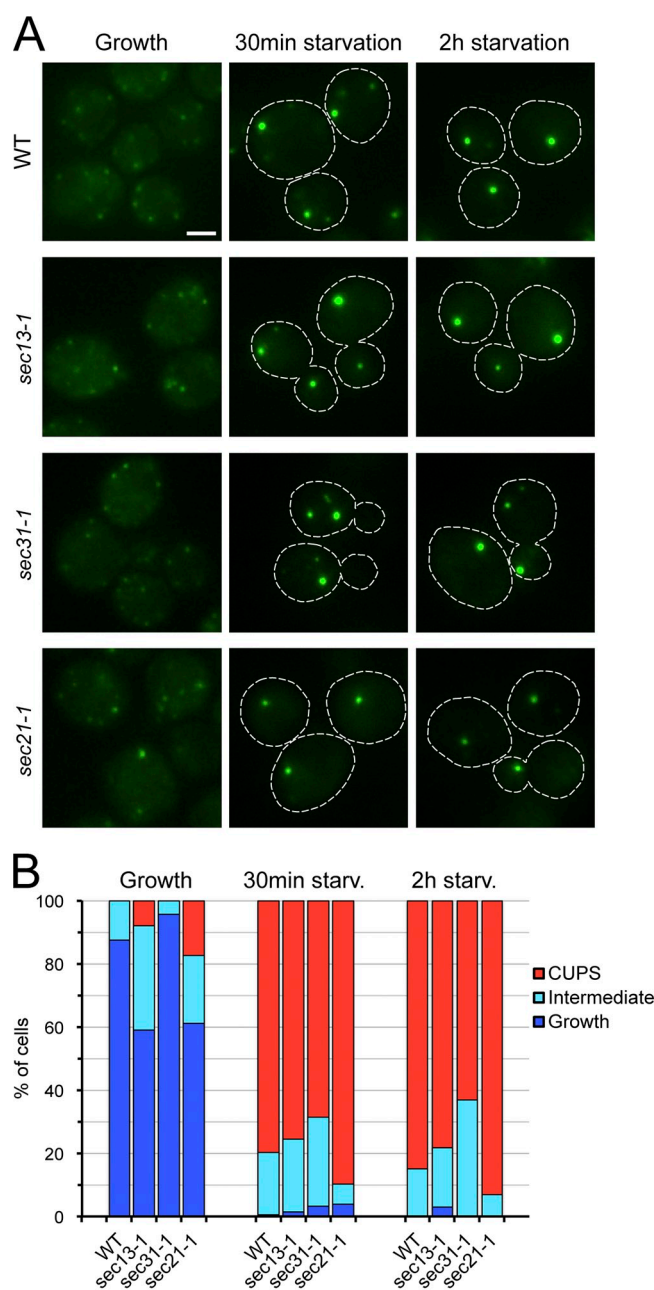 A
Growth
30min starvation
2h starvation
WT
sec13-1
sec31-1
sec21-1
B
Growth
30min starv.
2h starv.
100
80
60
40
20
0
% of cells
CUPS
Intermediate
Growth
WT
sec13-1
sec31-1
sec21-1
WT
sec13-1
sec31-1
sec21-1
WT
sec13-1
sec31-1
sec21-1